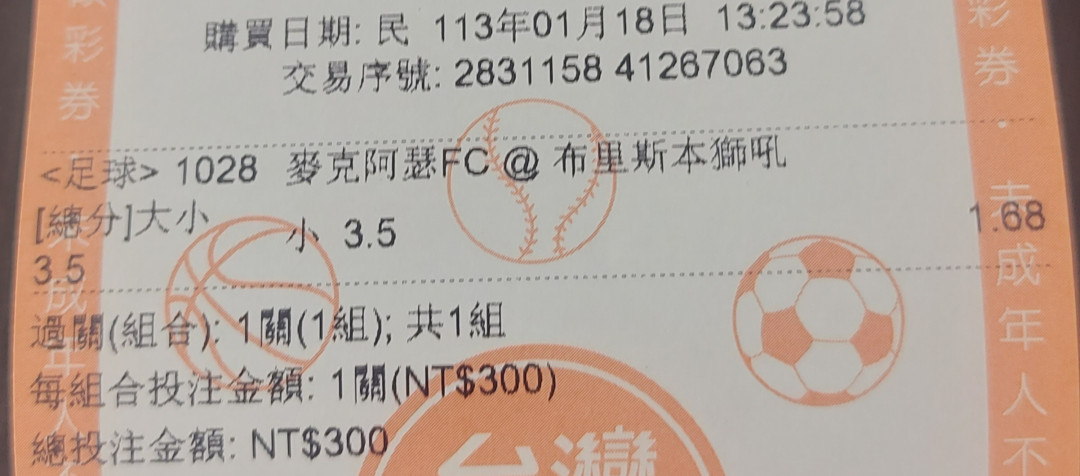 購買日期: 民 113年01月18日 13:23:58
交易序號: 2831158 41267063
<足球> 1028 麥克阿瑟FC @ 布里斯本獅吼
[總分]大小 小 3.5 1.68
3.5
過關(組合): 1關(1組); 共1組
每組合投注金額: 1關(NT$300)
總投注金額: NT$300
台灣
彩券
彩券・未成年人不
未成年人